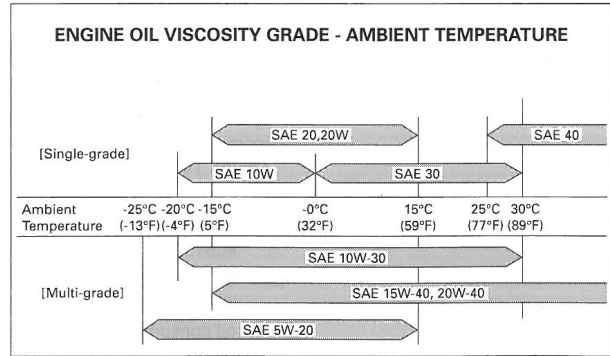 ENGINE OIL VISCOSITY GRADE - AMBIENT TEMPERATURE
[Single-grade]
SAE 20,20W
SAE 40
SAE 10W
SAE 30
Ambient Temperature
-25°C -20°C -15°C -0°C 15°C 25°C 30°C
(-13°F) (-4°F) (5°F) (32°F) (59°F) (77°F) (89°F)
[Multi-grade]
SAE 10W-30
SAE 15W-40, 20W-40
SAE 5W-20